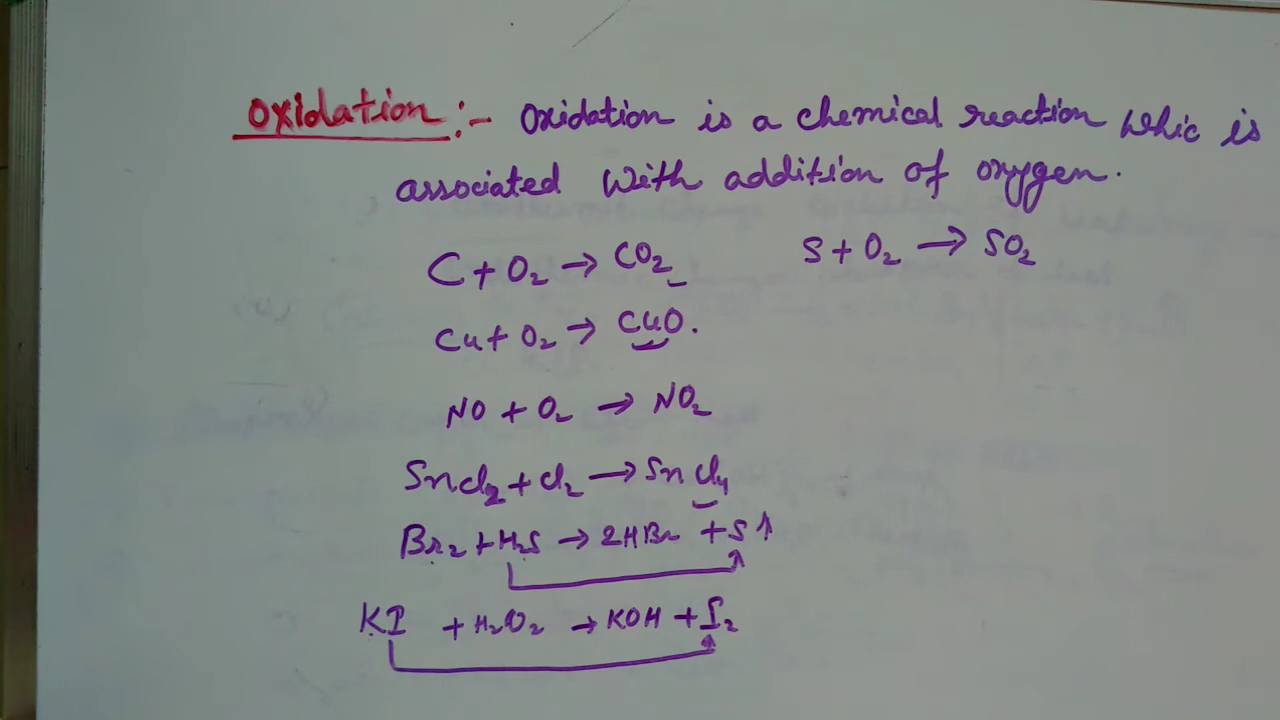 Oxidation :- Oxidation is a chemical reaction whic is
associated with addition of oxygen.
C + O₂ → CO₂ S + O₂ → SO₂
Cu + O₂ → CuO.
NO + O₂ → NO₂
SnCl₂ + Cl₂ → SnCl₄
Br₂ + H₂S → 2HBr + S↑
KI + H₂O₂ → KOH + I₂